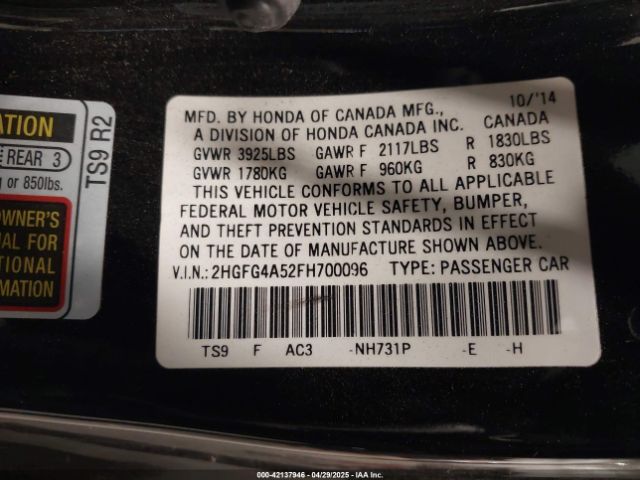 ATION
E REAR 3
g or 850lbs.
OWNER'S
AL FOR
TIONAL
RMATION
TS9 R2
10/'14
MFD. BY HONDA OF CANADA MFG.,
A DIVISION OF HONDA CANADA INC. CANADA
GVWR 3925LBS GAWR F 2117LBS R 1830LBS
GVWR 1780KG GAWR F 960KG R 830KG
THIS VEHICLE CONFORMS TO ALL APPLICABLE
FEDERAL MOTOR VEHICLE SAFETY, BUMPER,
AND THEFT PREVENTION STANDARDS IN EFFECT
ON THE DATE OF MANUFACTURE SHOWN ABOVE.
V.I.N.: 2HGFG4A52FH700096 TYPE: PASSENGER CAR
TS9 F AC3 -NH731P -E -H
000-42137946 - 04/29/2025 - IAA Inc.